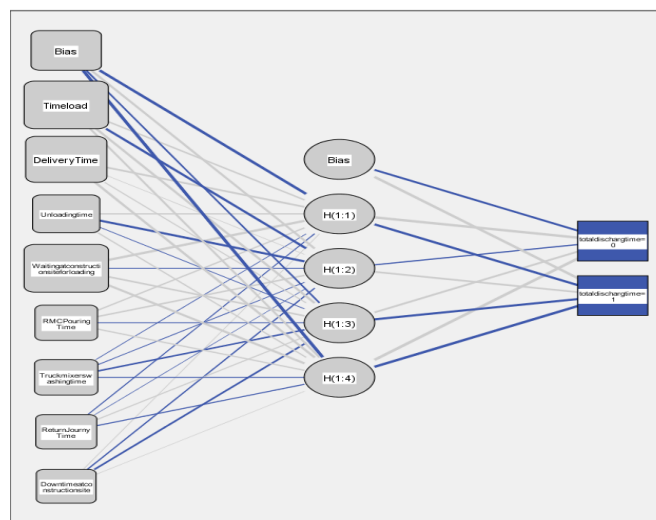 Bias
Timeload
DeliveryTime
Unloadingtime
Waitingatconstructi
onsiteforloading
RMCPouring
Time
Truckmixersw
ashingtime
ReturnJourny
Time
Downtimeatco
nstructionsite
Bias
H(1:1)
H(1:2)
H(1:3)
H(1:4)
totaldischargtime=
0
totaldischargtime=
1